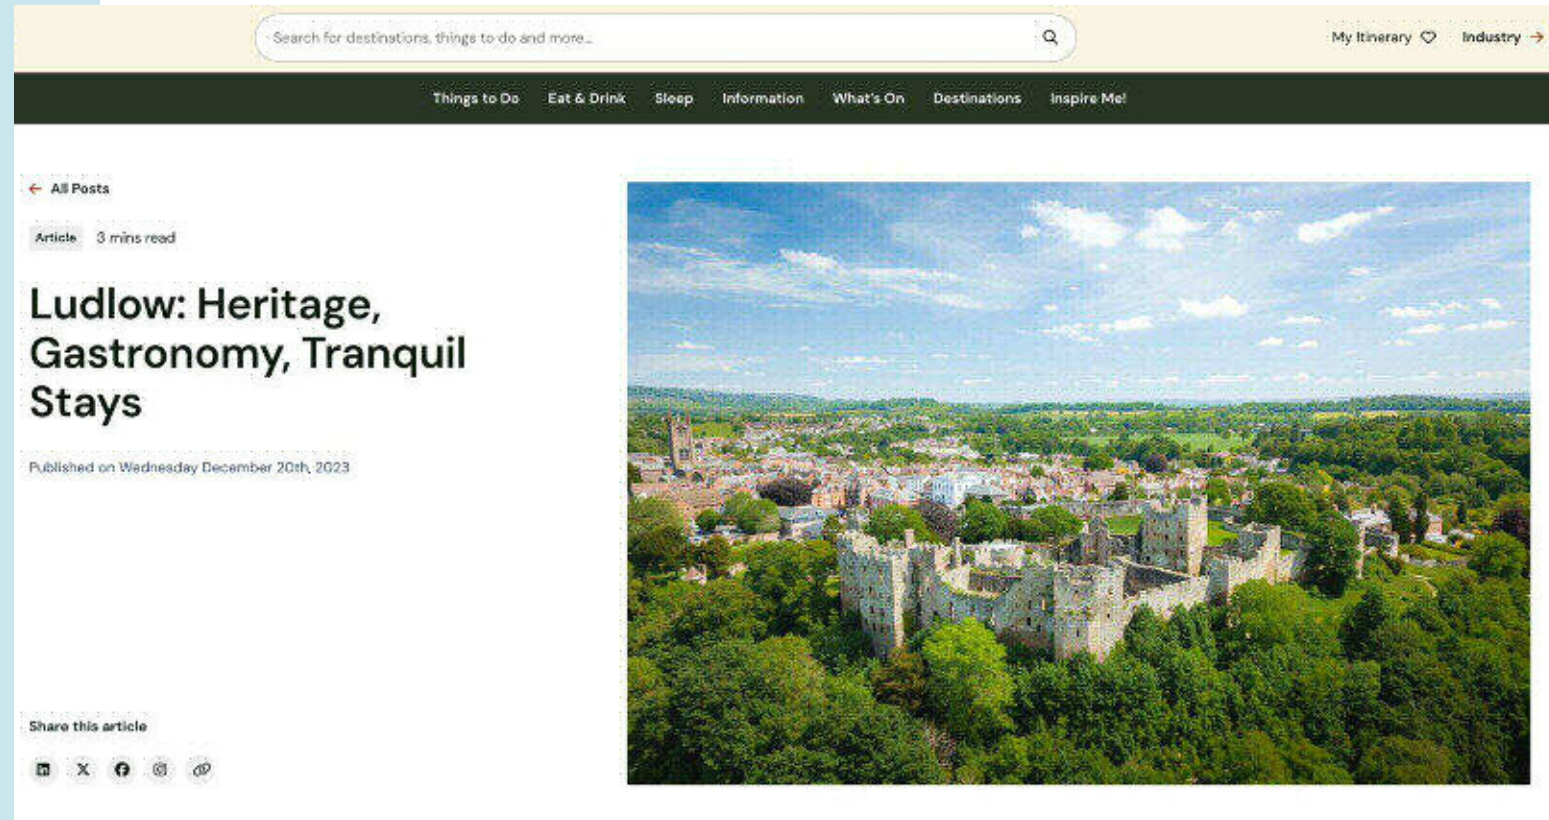 Search for destinations, things to do and more...
My Itinerary
Industry
Things to Do Eat & Drink Sleep Information What's On Destinations Inspire Me!
All Posts
Article 3 mins read
Ludlow: Heritage,
Gastronomy, Tranquil
Stays
Published on Wednesday December 20th, 2023
Share this article